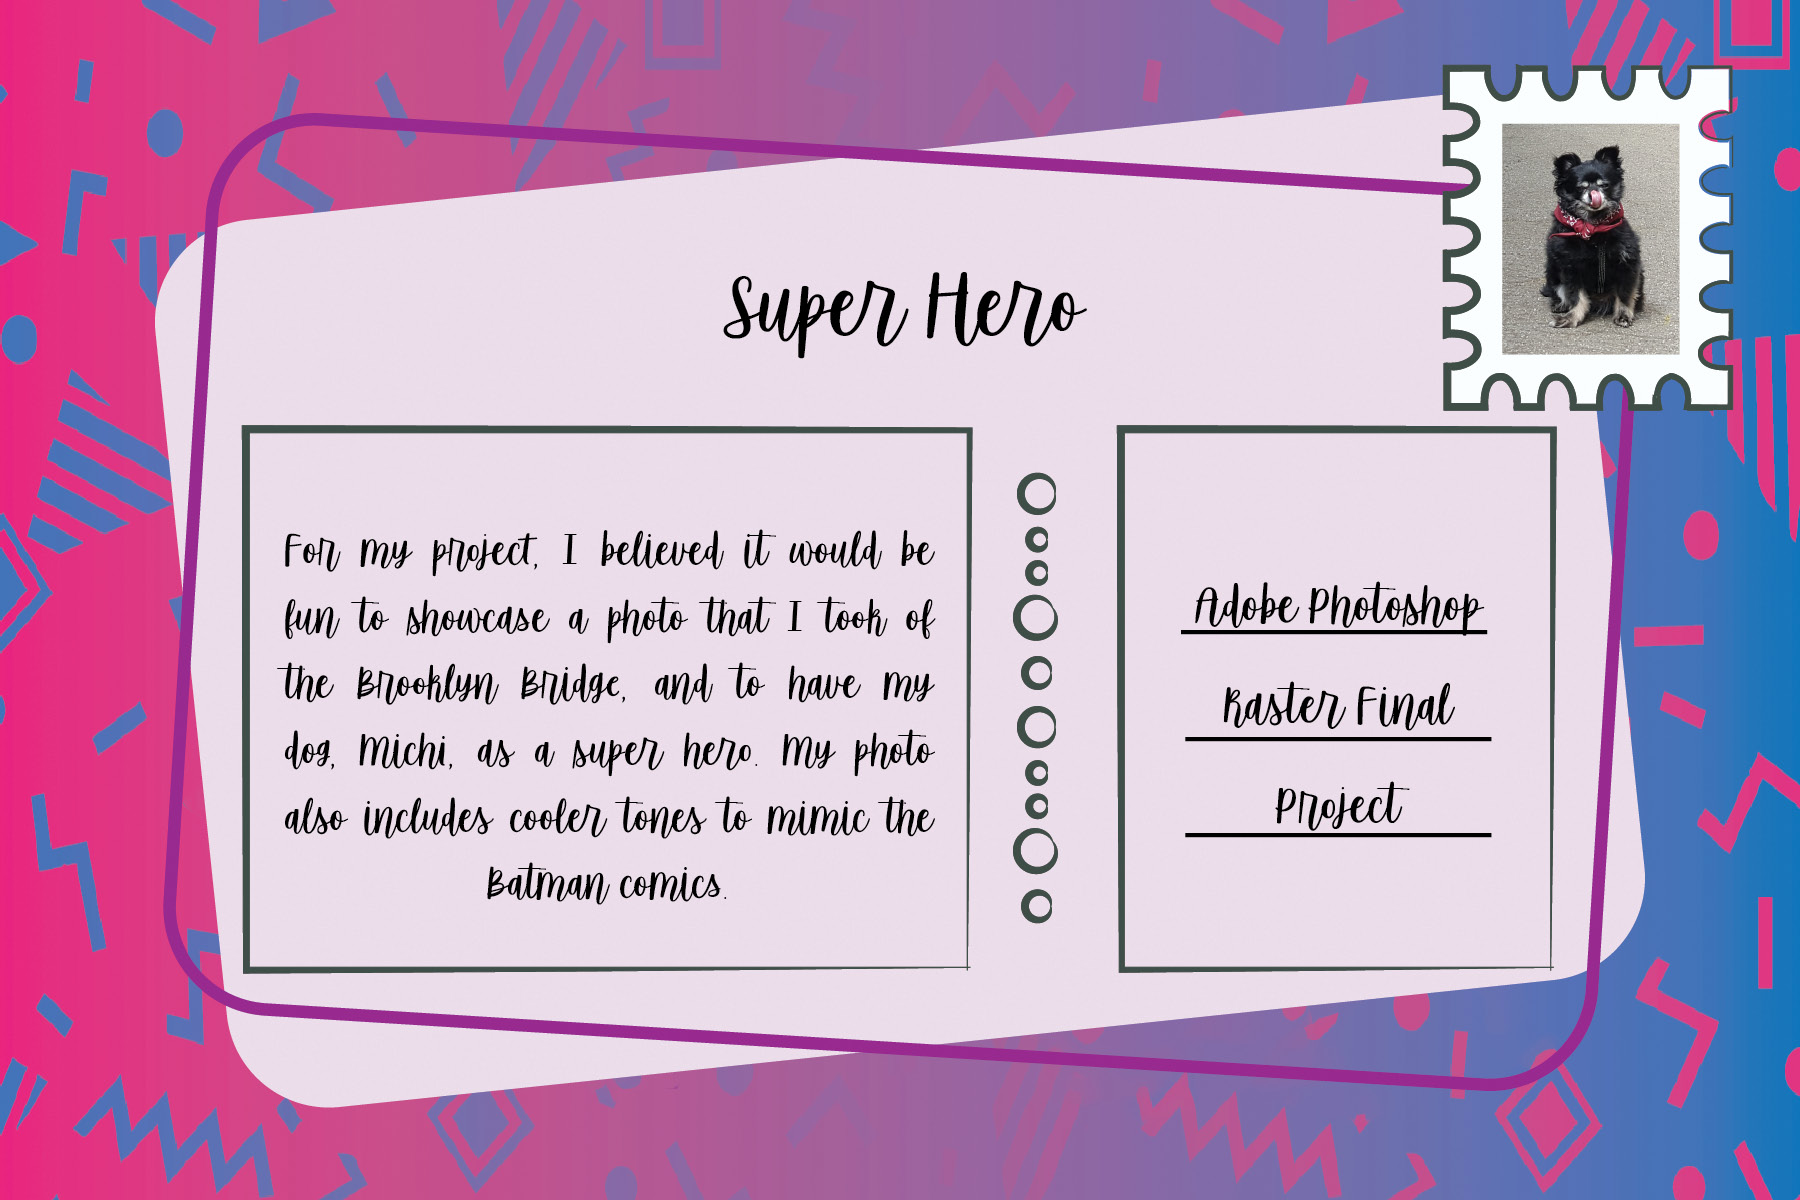 Super Hero
For my project, I believed it would be
fun to showcase a photo that I took of
the Brooklyn Bridge, and to have my
dog, Michi, as a super hero. My photo
also includes cooler tones to mimic the
Batman comics.
Adobe Photoshop
Raster Final
Project